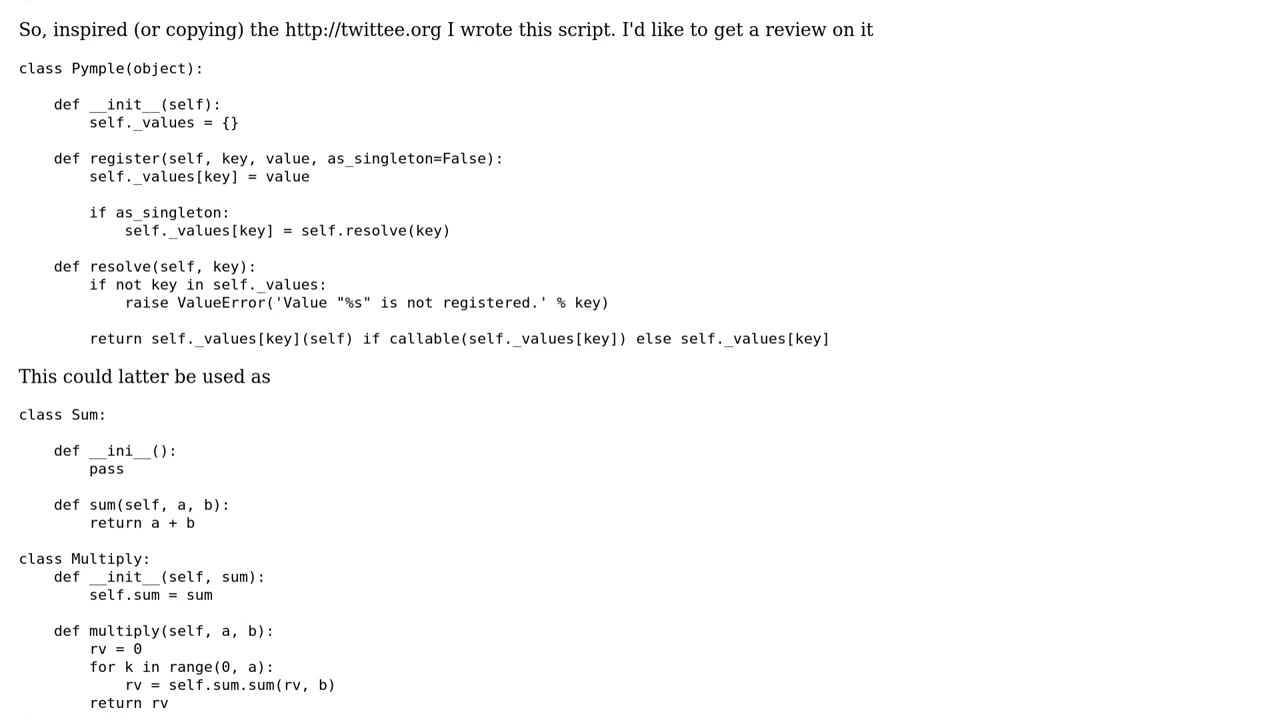 So, inspired (or copying) the http://twittee.org I wrote this script. I'd like to get a review on it
class Pymple(object):
    def __init__(self):
        self._values = {}
    def register(self, key, value, as_singleton=False):
        self._values[key] = value
        if as_singleton:
            self._values[key] = self.resolve(key)
    def resolve(self, key):
        if not key in self._values:
            raise ValueError('Value "%s" is not registered.' % key)
        return self._values[key](self) if callable(self._values[key]) else self._values[key]
This could latter be used as
class Sum:
    def __ini__():
        pass
    def sum(self, a, b):
        return a + b
class Multiply:
    def __init__(self, sum):
        self.sum = sum
    def multiply(self, a, b):
        rv = 0
        for k in range(0, a):
            rv = self.sum.sum(rv, b)
        return rv